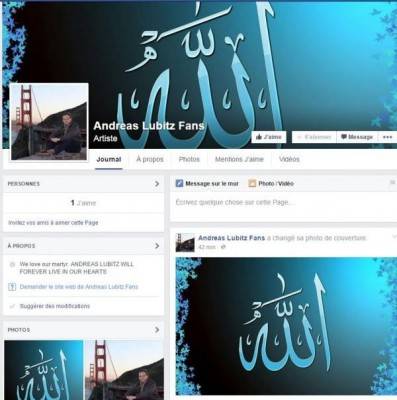 الله
Andreas Lubitz Fans
Artiste
J'aime
S'abonner
Message
Journal
À propos
Photos
Mentions J'aime
Vidéos
PERSONNES
1 J'aime
Invitez vos amis à aimer cette Page
À PROPOS
We love our martyr. ANDREAS LUBITZ WILL
FOREVER LIVE IN OUR HEARTS
Demander le site web de Andreas Lubitz Fans
Suggérer des modifications
PHOTOS
الله
Message sur le mur
Photo / Vidéo
Écrivez quelque chose sur cette Page...
Andreas Lubitz Fans a changé sa photo de couverture.
42 min
الله